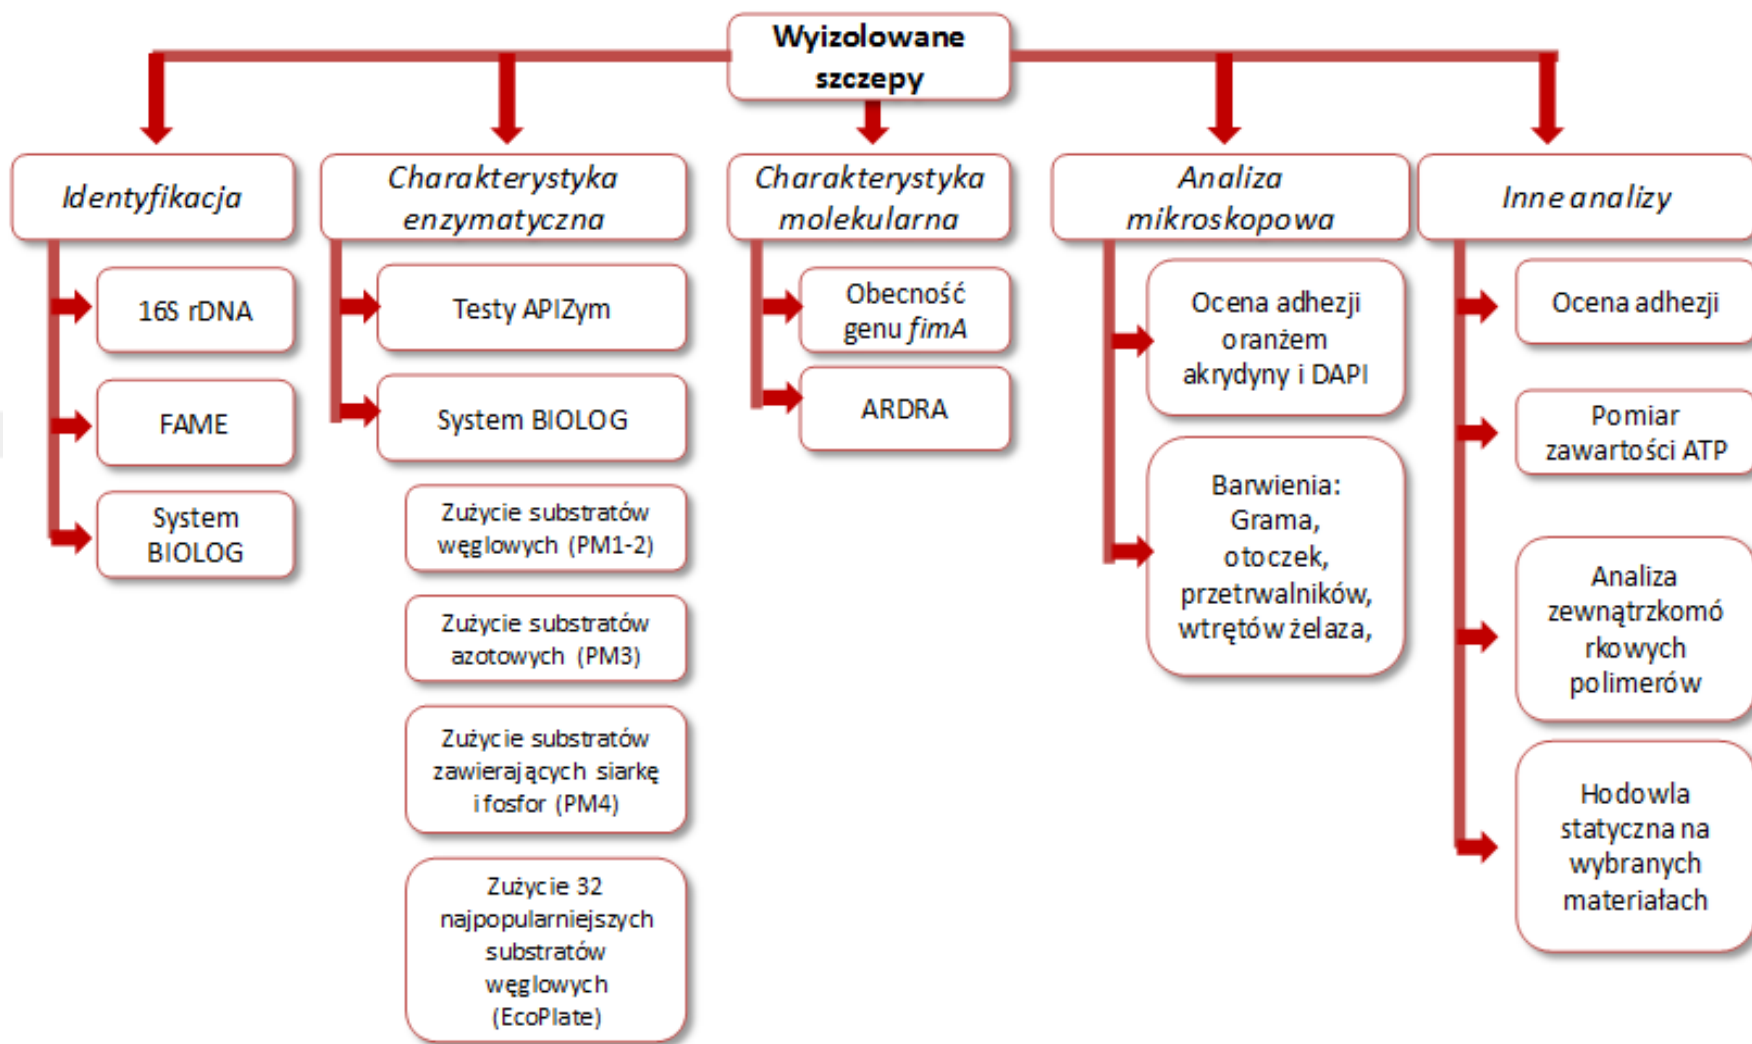 Wyizolowane
szczepy
Identyfikacja
16S rDNA
FAME
System
BIOLOG
Charakterystyka
enzymatyczna
Testy APIZym
System BIOLOG
Zużycie substratów
węglowych (PM1-2)
Zużycie substratów
azotowych (PM3)
Zużycie substratów
zawierających siarkę
i fosfor (PM4)
Zużycie 32
najpopularniejszych
substratów
węglowych
(EcoPlate)
Charakterystyka
molekularna
Obecność
genu fimA
ARDRA
Analiza
mikroskopowa
Ocena adhezji
oranżem
akrydyny i DAPI
Barwienia:
Grama,
otoczek,
przetrwalników,
wtrętów żelaza,
Inne analizy
Ocena adhezji
Pomiar
zawartości ATP
Analiza
zewnątrzkomó
rkowych
polimerów
Hodowla
statyczna na
wybranych
materiałach